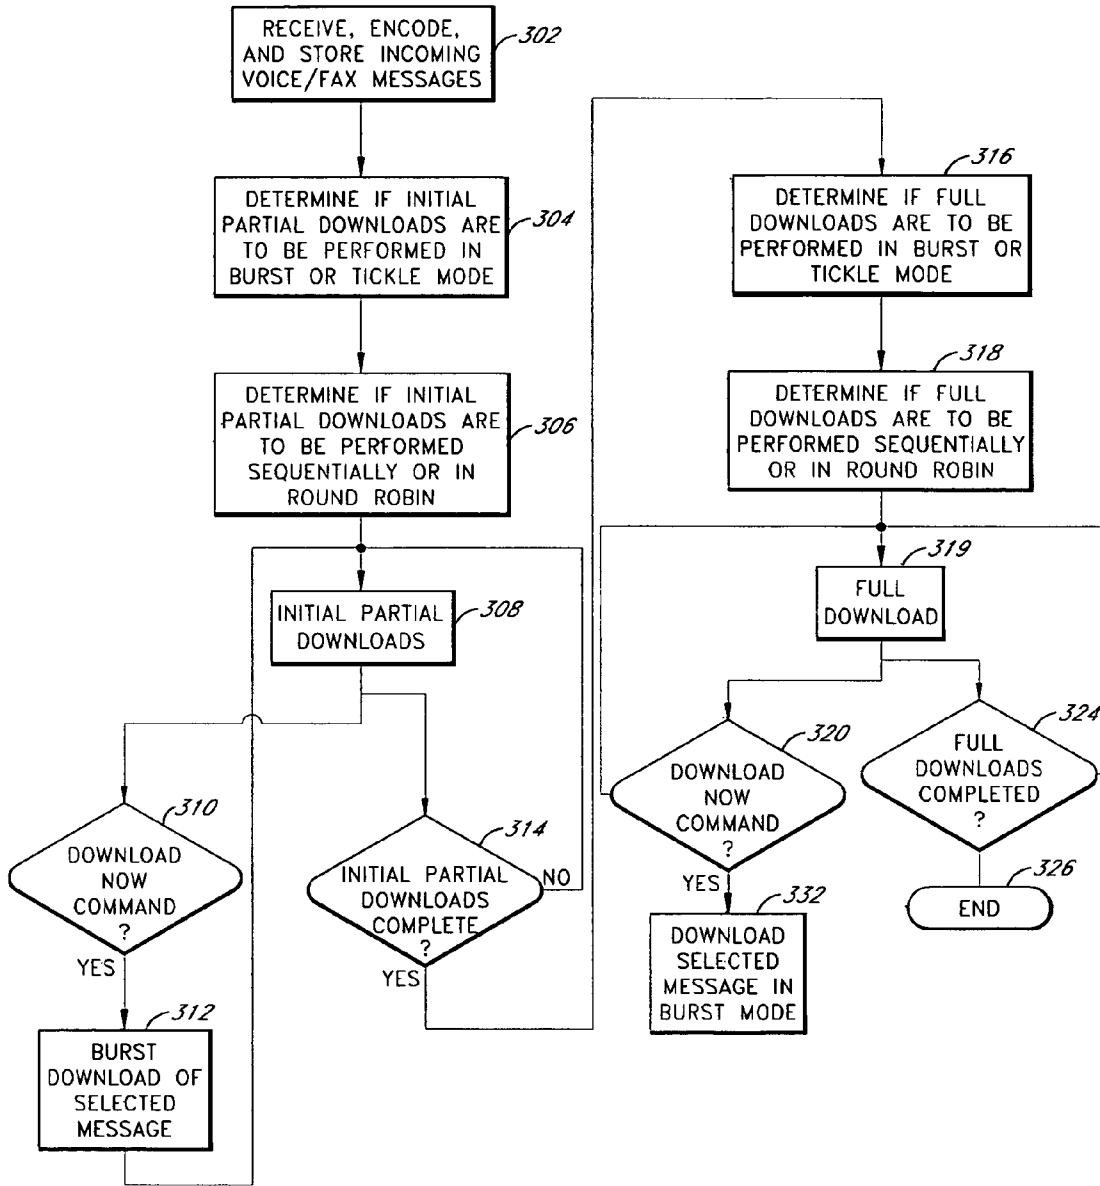 RECEIVE, ENCODE,
AND STORE INCOMING
VOICE/FAX MESSAGES
302
DETERMINE IF INITIAL
PARTIAL DOWNLOADS ARE
TO BE PERFORMED IN
BURST OR TICKLE MODE
304
DETERMINE IF INITIAL
PARTIAL DOWNLOADS ARE
TO BE PERFORMED
SEQUENTIALLY OR IN
ROUND ROBIN
306
INITIAL PARTIAL
DOWNLOADS
308
310
DOWNLOAD
NOW
COMMAND
?
YES
312
BURST
DOWNLOAD OF
SELECTED
MESSAGE
314
INITIAL PARTIAL
DOWNLOADS
COMPLETE
?
NO
YES
316
DETERMINE IF FULL
DOWNLOADS ARE TO BE
PERFORMED IN BURST OR
TICKLE MODE
318
DETERMINE IF FULL
DOWNLOADS ARE TO BE
PERFORMED SEQUENTIALLY
OR IN ROUND ROBIN
319
FULL
DOWNLOAD
320
DOWNLOAD
NOW
COMMAND
?
YES
332
DOWNLOAD
SELECTED
MESSAGE IN
BURST MODE
324
FULL
DOWNLOADS
COMPLETED
?
326
END